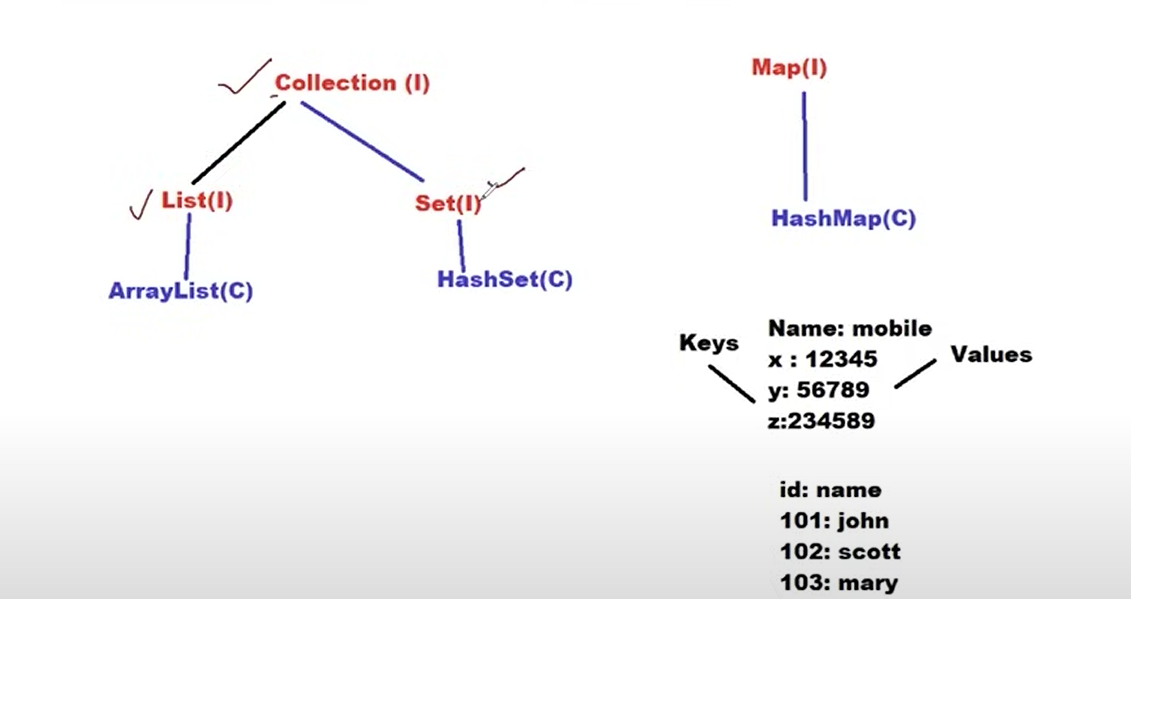 Collection (I)
List(I)
Set(I)
ArrayList(C)
HashSet(C)
Map(I)
HashMap(C)
Keys
Name: mobile
x : 12345
y: 56789
z:234589
Values
id: name
101: john
102: scott
103: mary